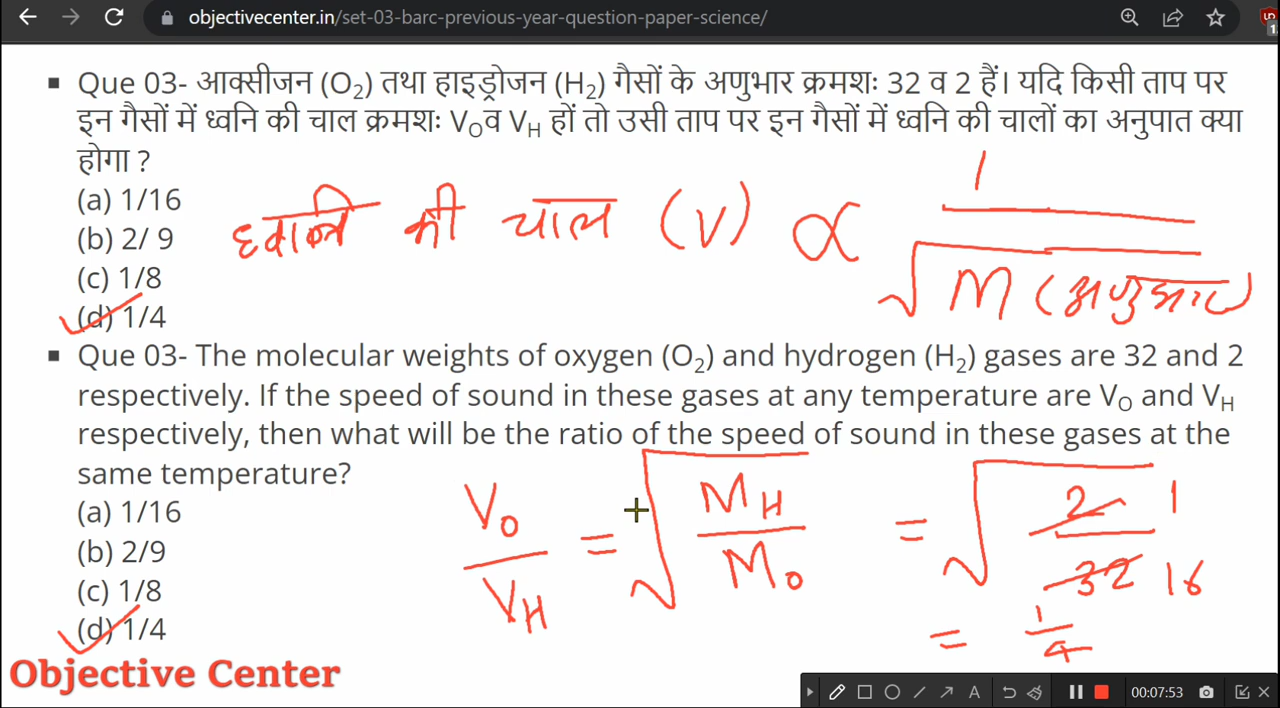 objectivecenter.in/set-03-barc-previous-year-question-paper-science/
Que 03- आक्सीजन (O₂) तथा हाइड्रोजन (H₂) गैसों के अणुभार क्रमशः 32 व 2 हैं। यदि किसी ताप पर
इन गैसों में ध्वनि की चाल क्रमशः V₀व Vʜ हों तो उसी ताप पर इन गैसों में ध्वनि की चालों का अनुपात क्या
होगा ?
(a) 1/16
(b) 2/ 9
(c) 1/8
(d) 1/4
ध्वनि की चाल (V) ∝ 1/√M (अणुभार)
Que 03- The molecular weights of oxygen (O₂) and hydrogen (H₂) gases are 32 and 2
respectively. If the speed of sound in these gases at any temperature are V₀ and Vʜ
respectively, then what will be the ratio of the speed of sound in these gases at the
same temperature?
(a) 1/16
(b) 2/9
(c) 1/8
(d) 1/4
V₀/Vʜ = √(Mʜ/M₀) = √(2/32) 1 16
= 1/4
Objective Center
A 00:07:53